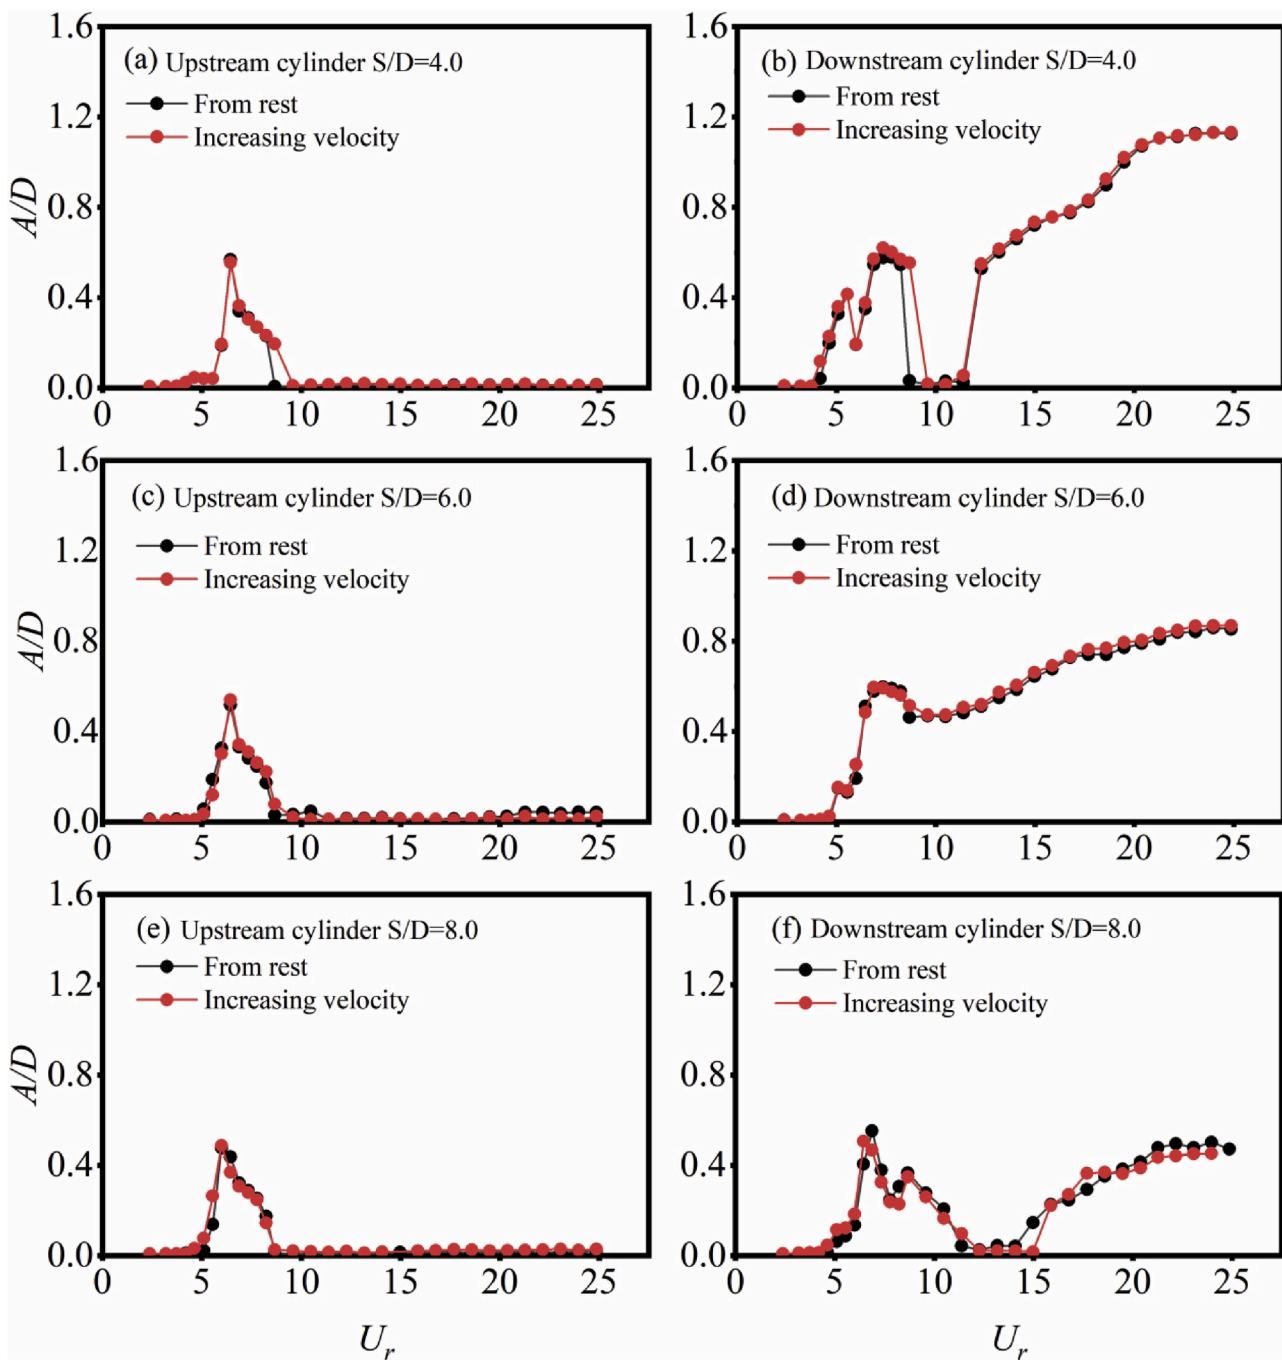 1.6
(a) Upstream cylinder S/D=4.0
From rest
Increasing velocity
1.2
0.8
0.4
0.0
A/D
0 5 10 15 20 25
1.6
(b) Downstream cylinder S/D=4.0
From rest
Increasing velocity
1.2
0.8
0.4
0.0
0 5 10 15 20 25
1.6
(c) Upstream cylinder S/D=6.0
From rest
Increasing velocity
1.2
0.8
0.4
0.0
A/D
0 5 10 15 20 25
1.6
(d) Downstream cylinder S/D=6.0
From rest
Increasing velocity
1.2
0.8
0.4
0.0
0 5 10 15 20 25
1.6
(e) Upstream cylinder S/D=8.0
From rest
Increasing velocity
1.2
0.8
0.4
0.0
A/D
0 5 10 15 20 25
U_r
1.6
(f) Downstream cylinder S/D=8.0
From rest
Increasing velocity
1.2
0.8
0.4
0.0
0 5 10 15 20 25
U_r